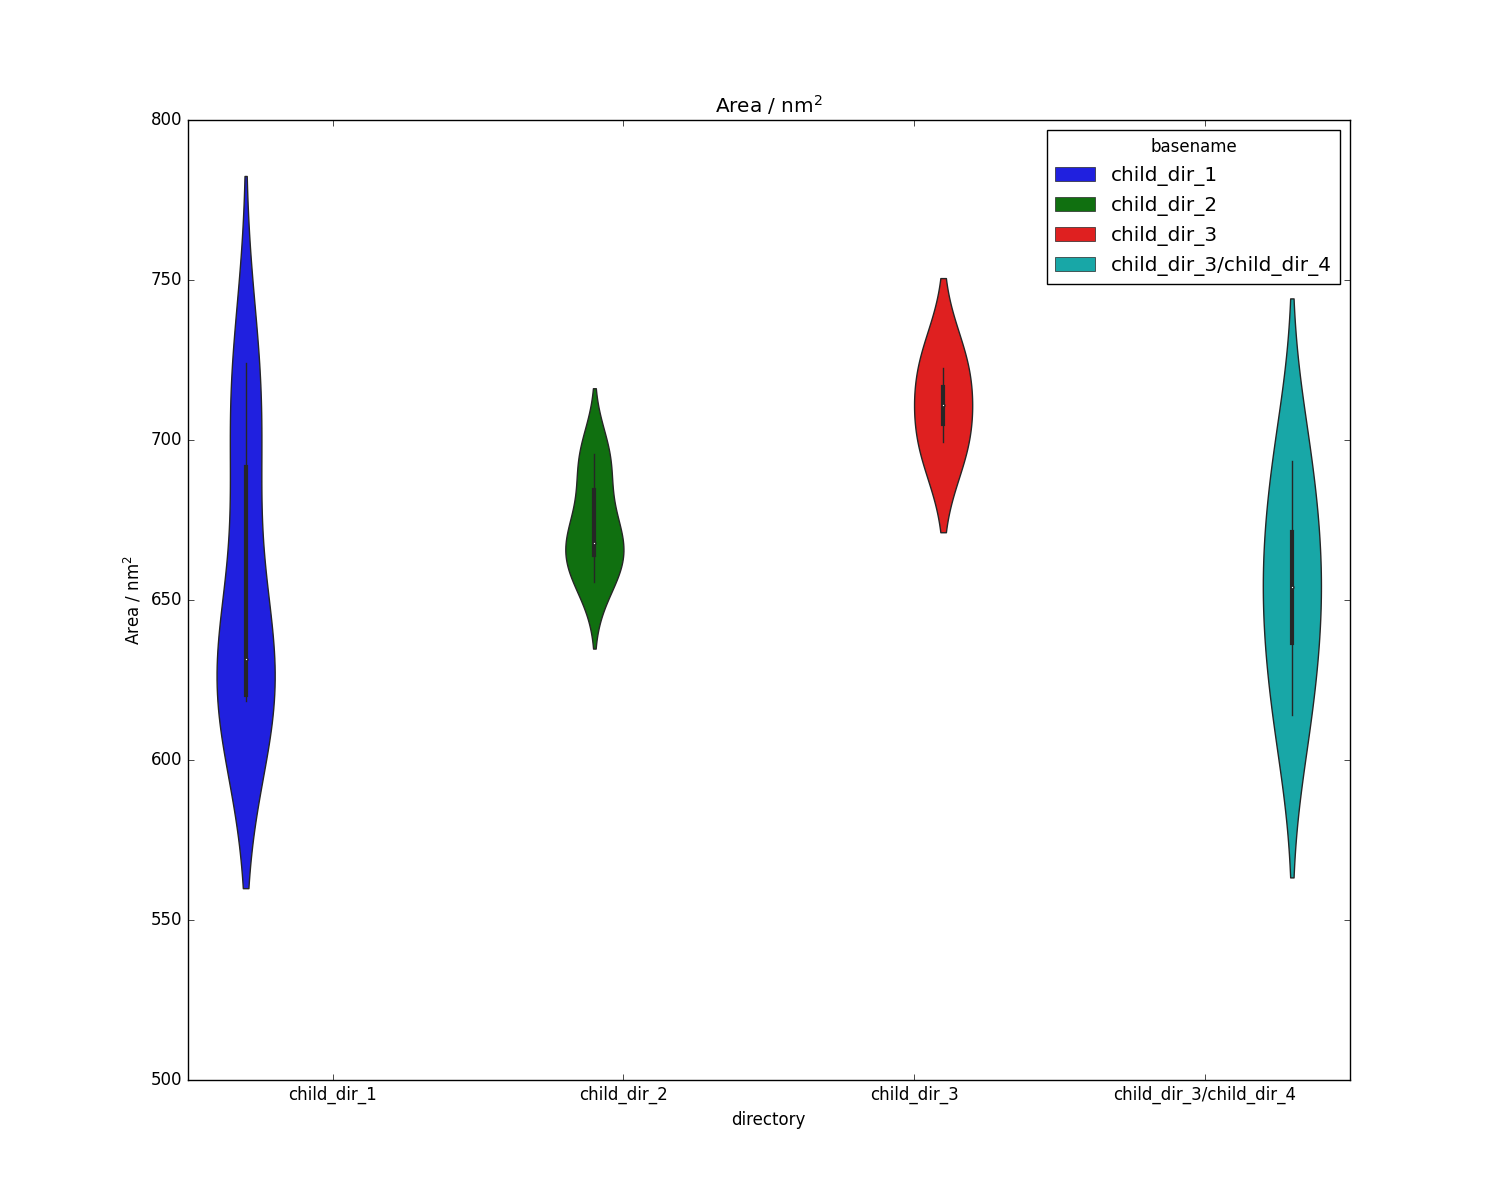 Area / nm²
800
750
700
650
600
550
500
Area / nm²
basename
child_dir_1
child_dir_2
child_dir_3
child_dir_3/child_dir_4
child_dir_1 child_dir_2 child_dir_3 child_dir_3/child_dir_4
directory